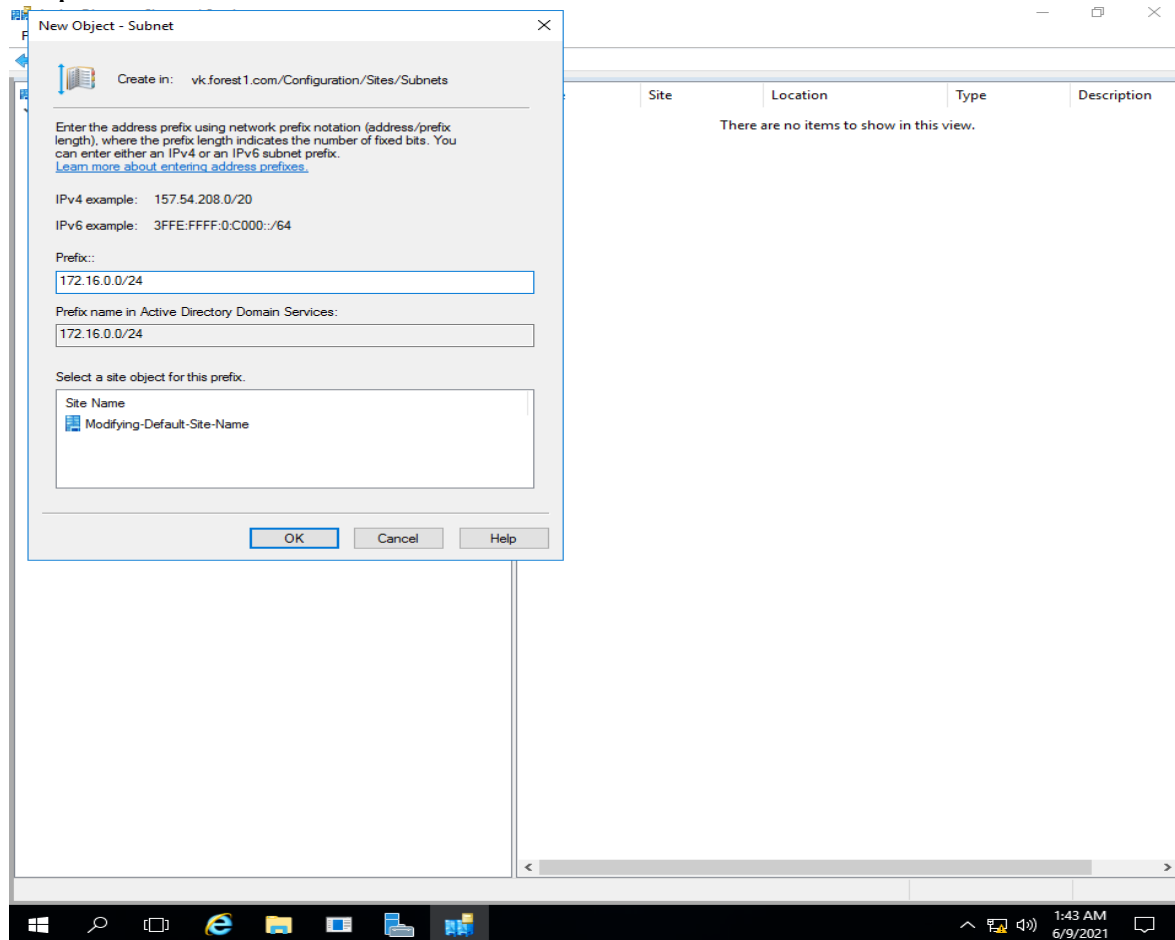 New Object - Subnet
Create in: vk.forest1.com/Configuration/Sites/Subnets
Enter the address prefix using network prefix notation (address/prefix
length), where the prefix length indicates the number of fixed bits. You
can enter either an IPv4 or an IPv6 subnet prefix.
Learn more about entering address prefixes.
IPv4 example: 157.54.208.0/20
IPv6 example: 3FFE:FFFF:0:C000::/64
Prefix::
172.16.0.0/24
Prefix name in Active Directory Domain Services:
172.16.0.0/24
Select a site object for this prefix.
Site Name
Modifying-Default-Site-Name
OK Cancel Help
Site Location Type Description
There are no items to show in this view.
1:43 AM
6/9/2021